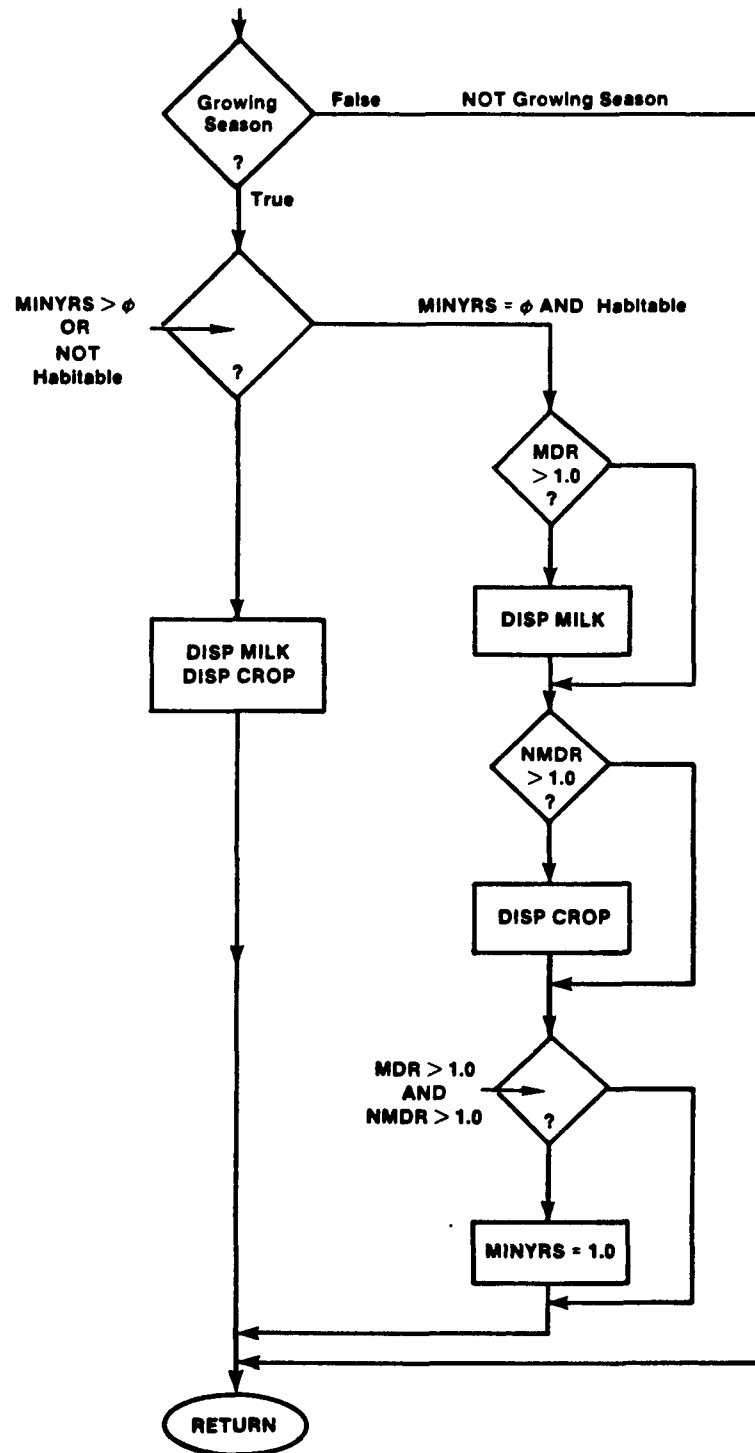 Growing
Season
?
False
NOT Growing Season
True
MINYRS > ϕ
OR
NOT
Habitable
?
MINYRS = ϕ AND Habitable
MDR
> 1.0
?
DISP MILK
DISP MILK
DISP CROP
NMDR
> 1.0
?
DISP CROP
MDR > 1.0
AND
NMDR > 1.0
?
MINYRS = 1.0
RETURN